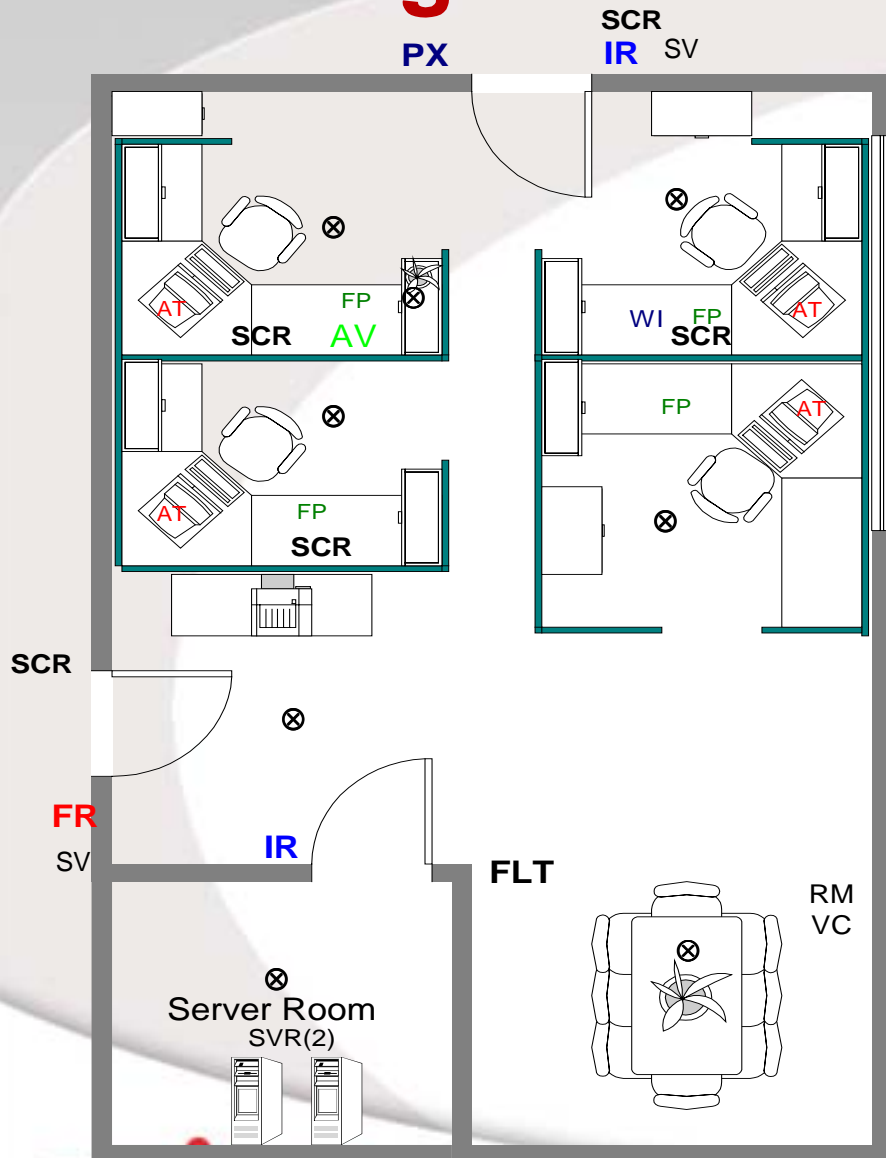 SCR
PX IR SV
FP
AT SCR AV
WI FP AT
SCR
FP AT
AT FP
SCR
SCR
FR
SV
IR
FLT
RM
VC
Server Room
SVR(2)